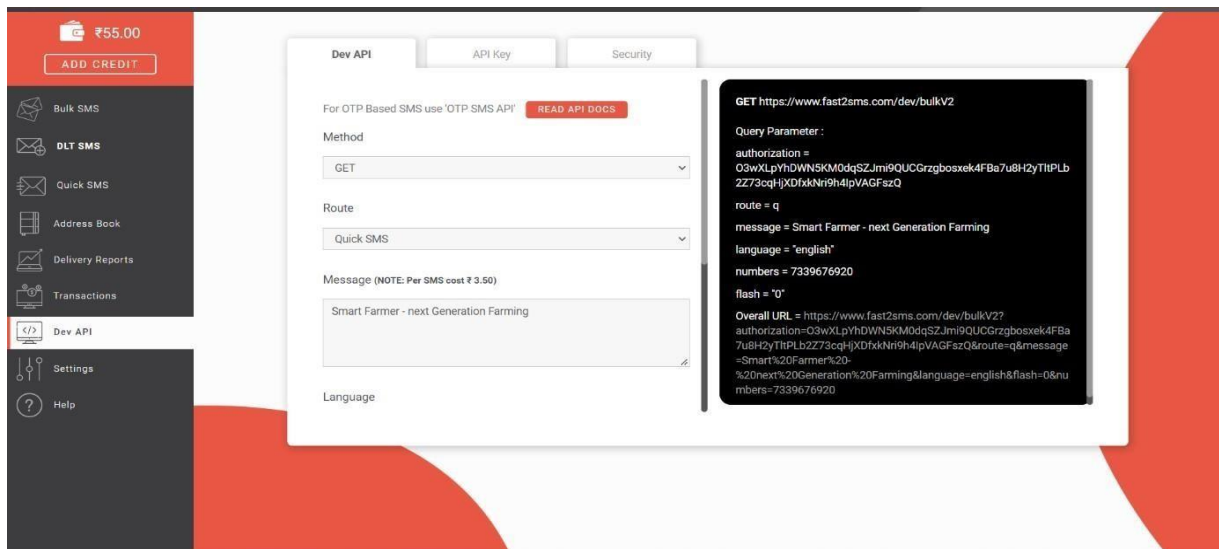 ₹55.00
ADD CREDIT
Bulk SMS
DLT SMS
Quick SMS
Address Book
Delivery Reports
Transactions
Dev API
Settings
Help
Dev API
API Key
Security
For OTP Based SMS use 'OTP SMS API'
READ API DOCS
Method
GET
Route
Quick SMS
Message (NOTE: Per SMS cost ₹ 3.50)
Smart Farmer - next Generation Farming
Language
GET https://www.fast2sms.com/dev/bulkV2
Query Parameter :
authorization =
route = q
message = Smart Farmer - next Generation Farming
language = "english"
numbers = 7339676920
flash = "0"
Overall URL = https://www.fast2sms.com/dev/bulkV2?
authorization=
&route=q&message
=Smart%20Farmer%20-
%20next%20Generation%20Farming&language=english&flash=0&nu
mbers=7339676920